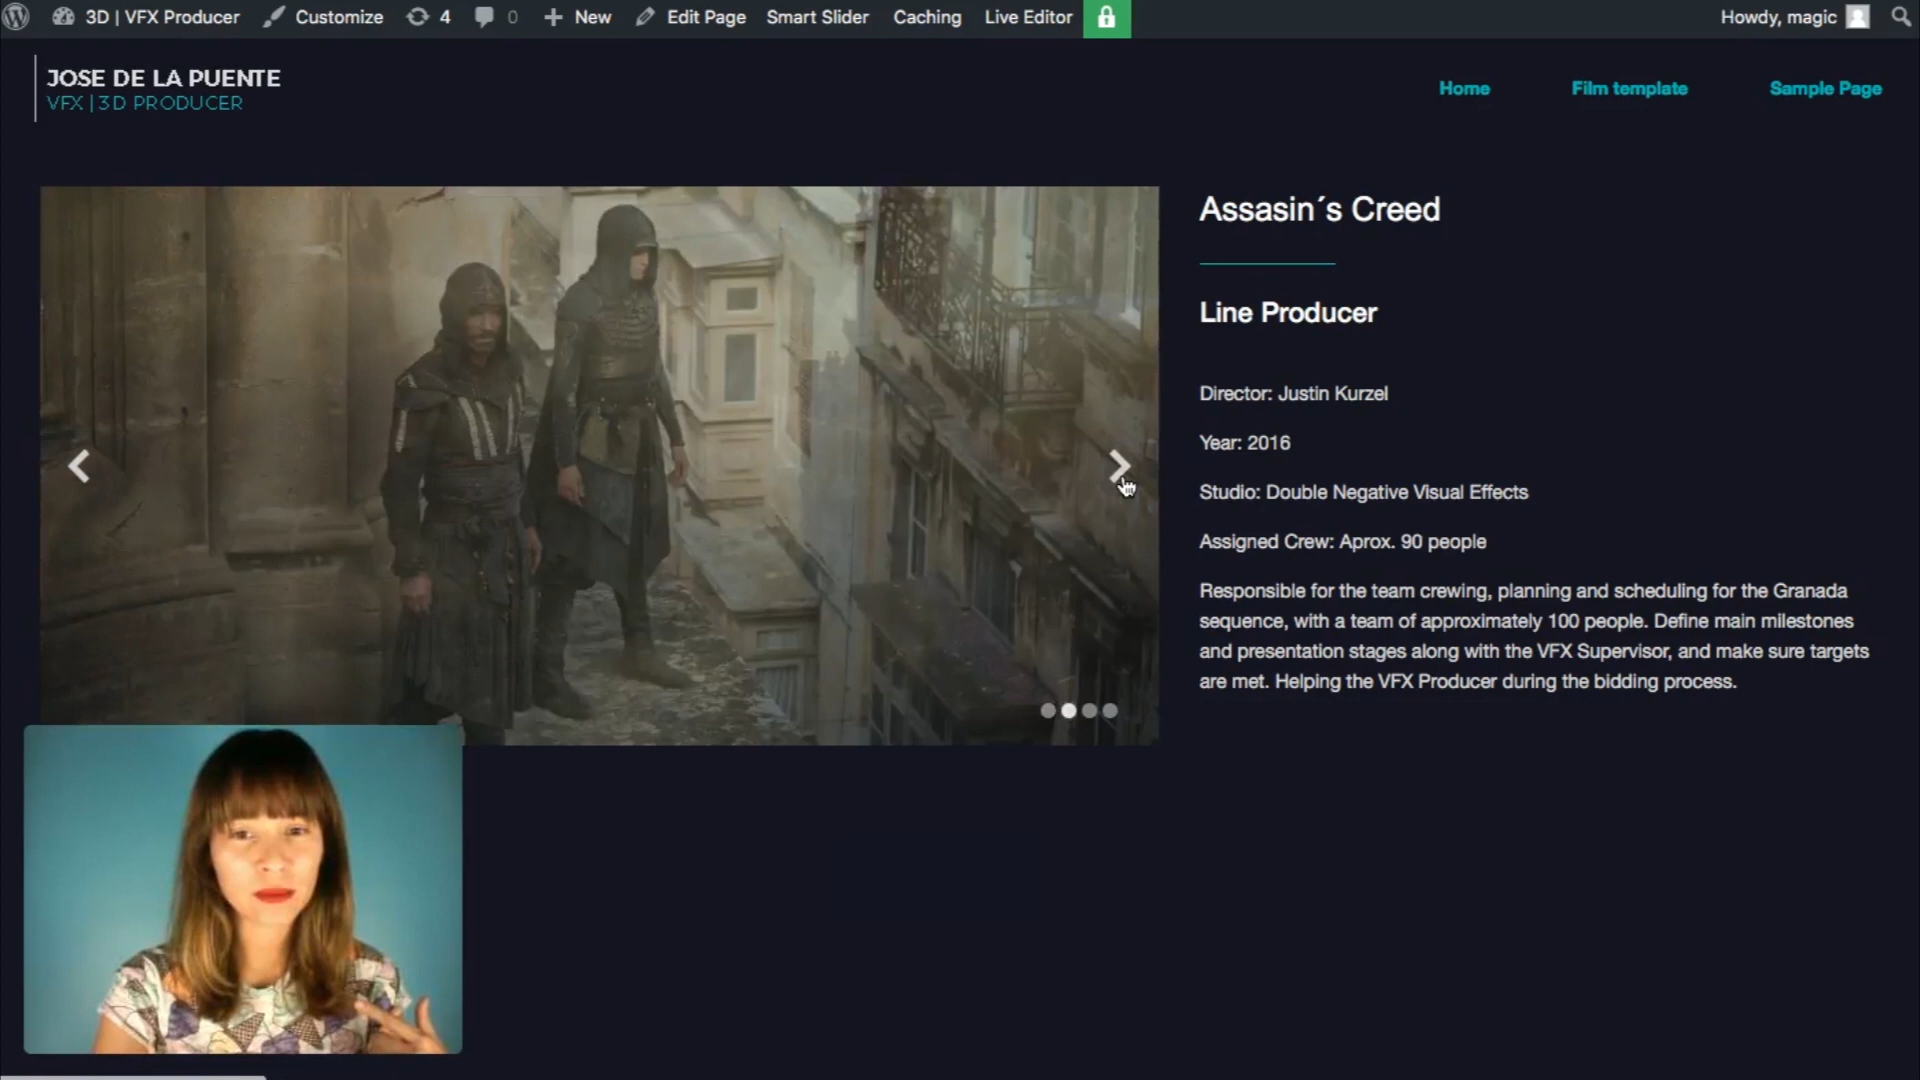 3D | VFX Producer Customize 4 0 New Edit Page Smart Slider Caching Live Editor Howdy, magic
JOSE DE LA PUENTE
VFX | 3D PRODUCER
Home Film template Sample Page
Assasin´s Creed
Line Producer
Director: Justin Kurzel
Year: 2016
Studio: Double Negative Visual Effects
Assigned Crew: Aprox. 90 people
Responsible for the team crewing, planning and scheduling for the Granada
sequence, with a team of approximately 100 people. Define main milestones
and presentation stages along with the VFX Supervisor, and make sure targets
are met. Helping the VFX Producer during the bidding process.